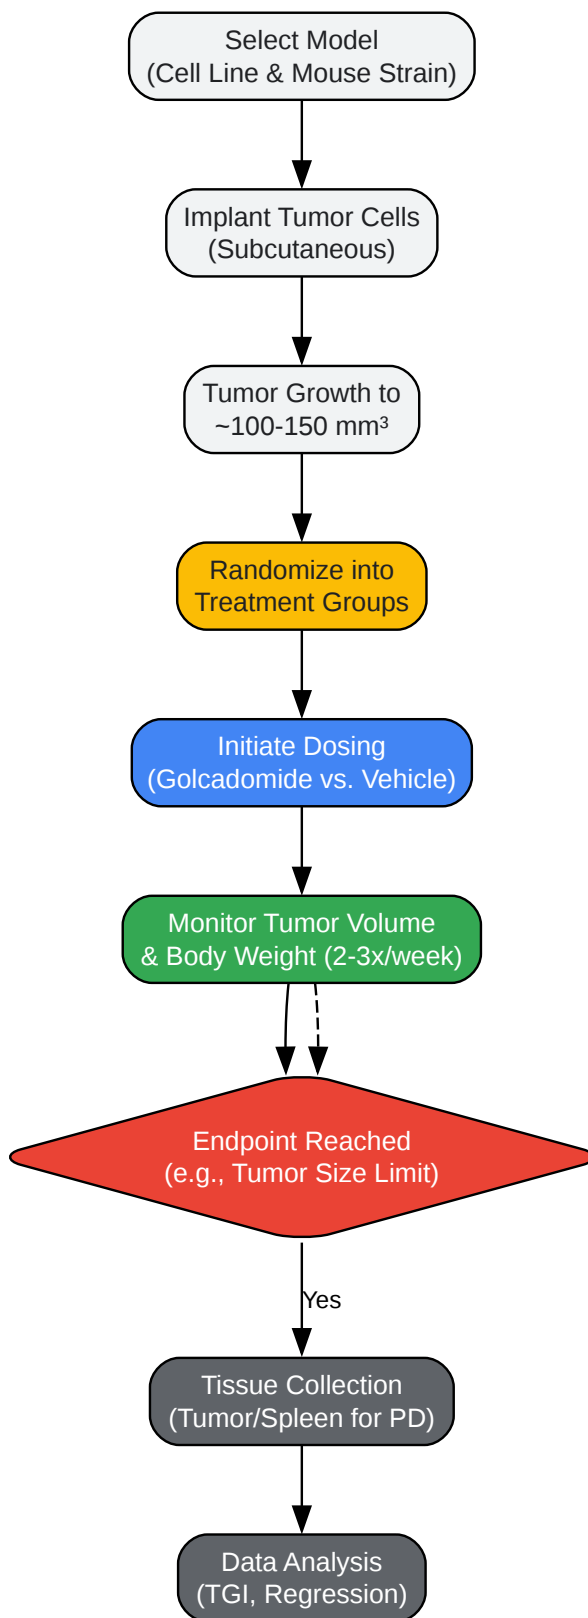 Select Model
(Cell Line & Mouse Strain)
Implant Tumor Cells
(Subcutaneous)
Tumor Growth to
~100-150 mm³
Randomize into
Treatment Groups
Initiate Dosing
(Golcadomide vs. Vehicle)
Monitor Tumor Volume
& Body Weight (2-3x/week)
Endpoint Reached
(e.g., Tumor Size Limit)
Yes
Tissue Collection
(Tumor/Spleen for PD)
Data Analysis
(TGI, Regression)